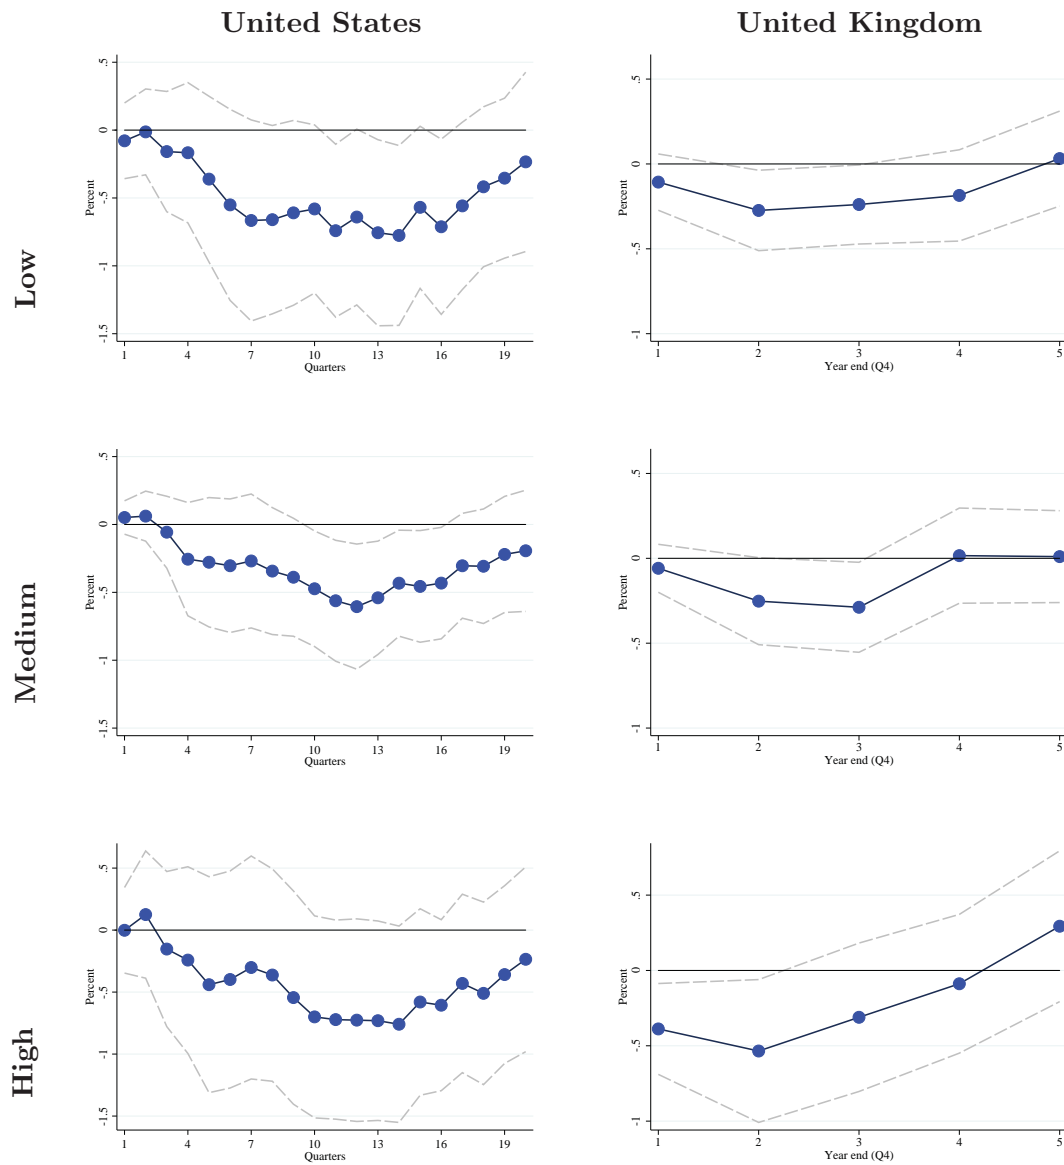 United States
United Kingdom
Low
Percent
.5
0
-.5
-1
-1.5
1 4 7 10 13 16 19
Quarters
Percent
.5
0
-.5
-1
1 2 3 4 5
Year end (Q4)
Medium
Percent
.5
0
-.5
-1
-1.5
1 4 7 10 13 16 19
Quarters
Percent
.5
0
-.5
-1
1 2 3 4 5
Year end (Q4)
High
Percent
.5
0
-.5
-1
-1.5
1 4 7 10 13 16 19
Quarters
Percent
.5
0
-.5
-1
1 2 3 4 5
Year end (Q4)